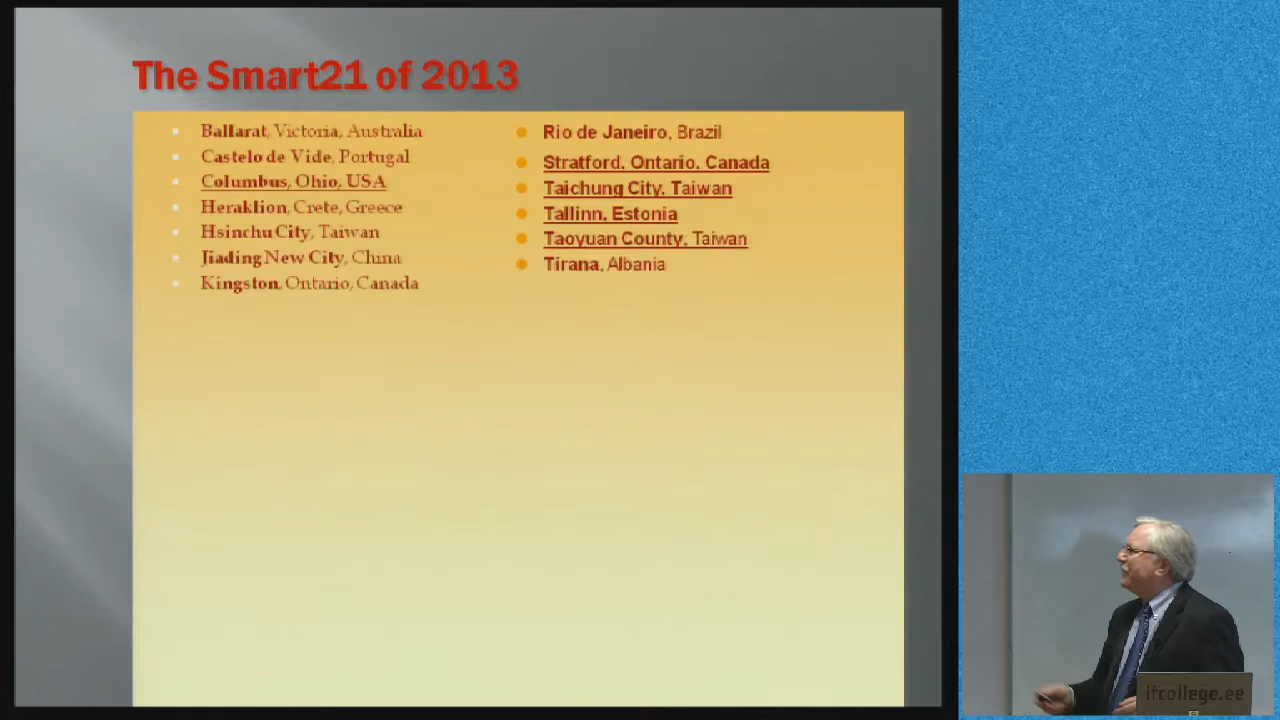 The Smart21 of 2013
Ballarat, Victoria, Australia
Castelo de Vide, Portugal
Columbus, Ohio, USA
Heraklion, Crete, Greece
Hsinchu City, Taiwan
Jiading New City, China
Kingston, Ontario, Canada
Rio de Janeiro, Brazil
Stratford, Ontario, Canada
Taichung City, Taiwan
Tallinn, Estonia
Taoyuan County, Taiwan
Tirana, Albania
ifcollege.ee